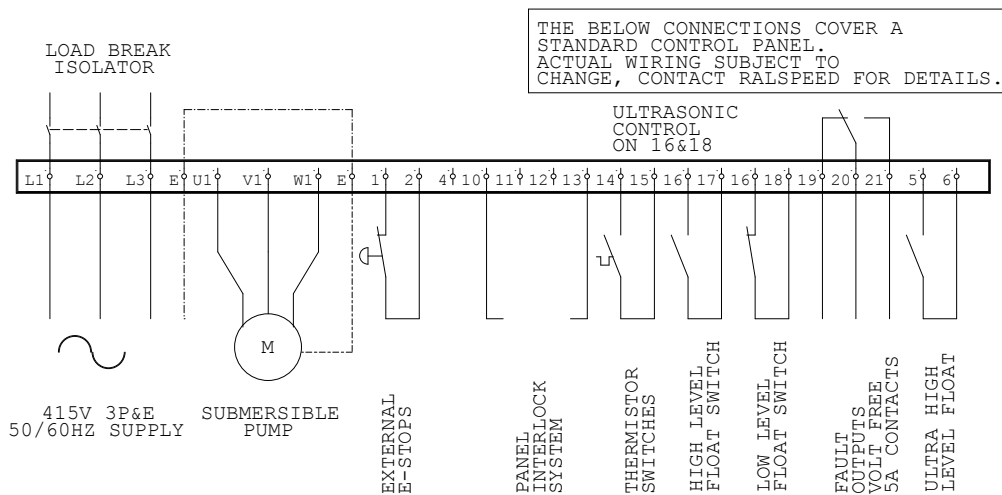 THE BELOW CONNECTIONS COVER A
STANDARD CONTROL PANEL.
ACTUAL WIRING SUBJECT TO
CHANGE, CONTACT RALSPEED FOR DETAILS.
LOAD BREAK
ISOLATOR
ULTRASONIC
CONTROL
ON 16&18
L1 L2 L3 E U1 V1 W1 E 1 2 4 10 11 12 13 14 15 16 17 16 18 19 20 21 5 6
M
415V 3P&E
50/60HZ SUPPLY
SUBMERSIBLE
PUMP
EXTERNAL
E-STOPS
PANEL
INTERLOCK
SYSTEM
THERMISTOR
SWITCHES
HIGH LEVEL
FLOAT SWITCH
LOW LEVEL
FLOAT SWITCH
FAULT
OUTPUTS
VOLT FREE
5A CONTACTS
ULTRA HIGH
LEVEL FLOAT